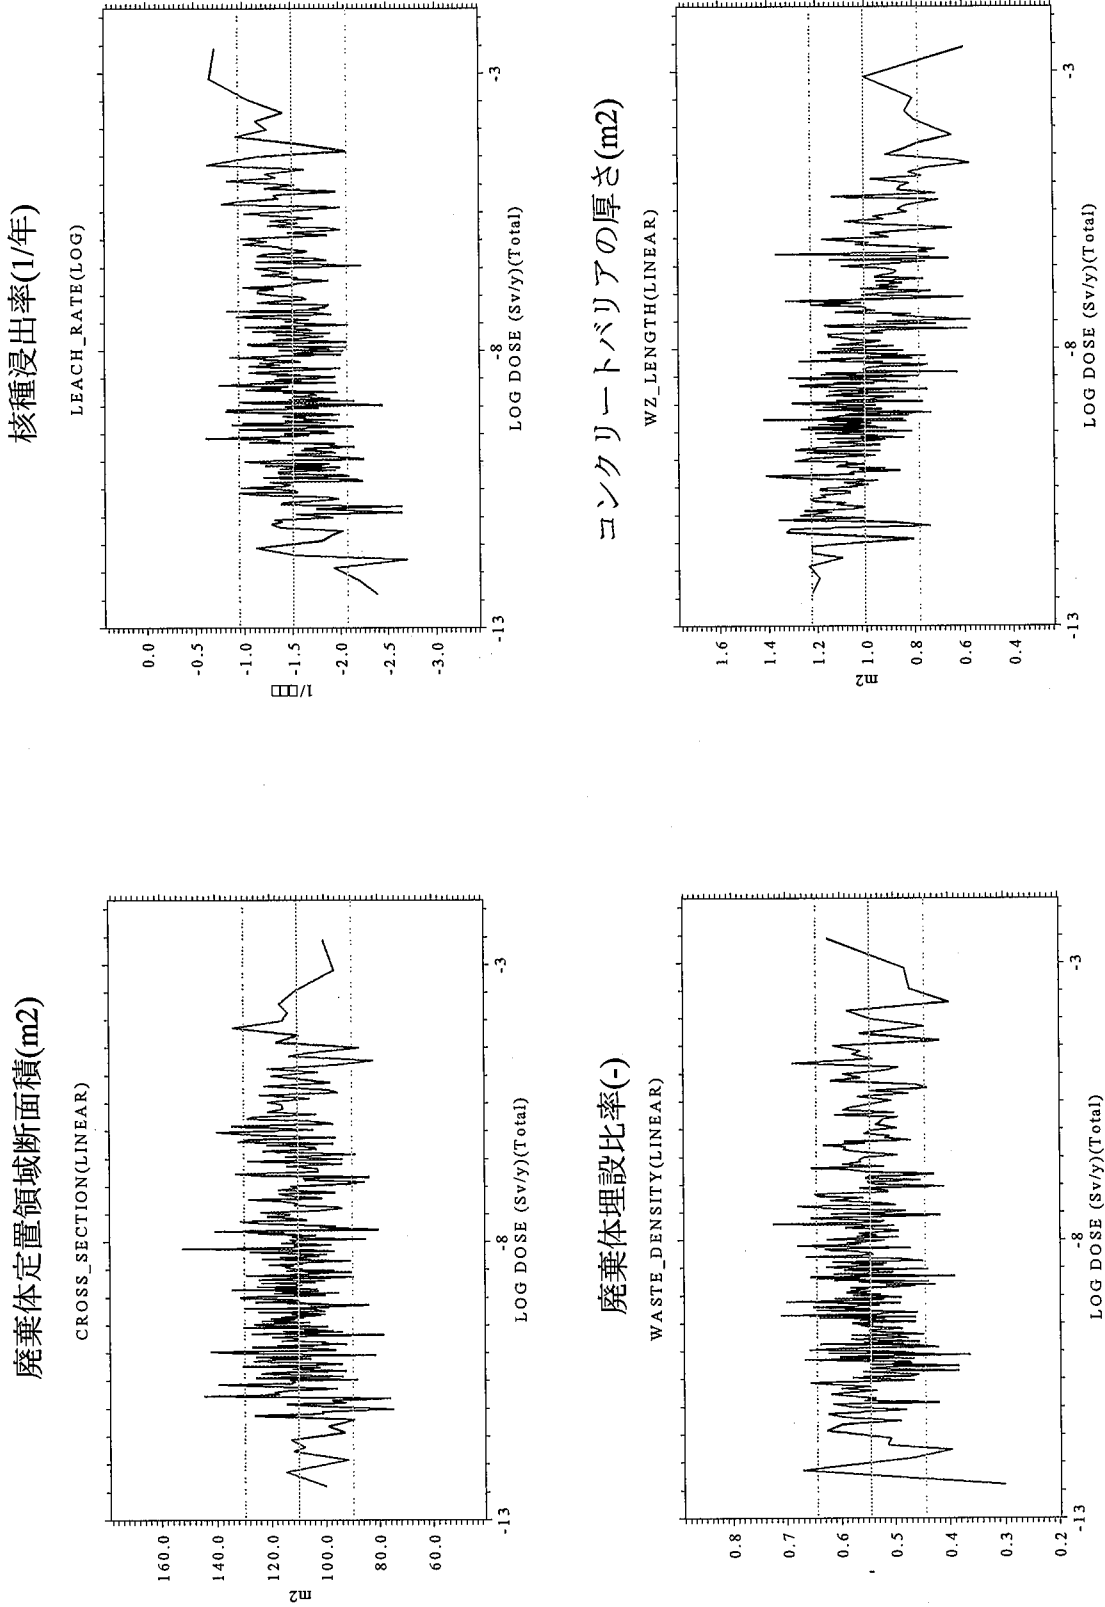 廃棄体定置領域断面積(m2)
CROSS_SECTION(LINEAR)
160.0
140.0
120.0
100.0
80.0
60.0
m2
-13
-8
-3
LOG DOSE (Sv/y)(Total)
核種浸出率(1/年)
LEACH_RATE(LOG)
0.0
-0.5
-1.0
-1.5
-2.0
-2.5
-3.0
1/□□□
-13
-8
-3
LOG DOSE (Sv/y)(Total)
廃棄体埋設比率(-)
WASTE_DENSITY(LINEAR)
0.8
0.7
0.6
0.5
0.4
0.3
0.2
-
-13
-8
-3
LOG DOSE (Sv/y)(Total)
コンクリートバリアの厚さ(m2)
WZ_LENGTH(LINEAR)
1.6
1.4
1.2
1.0
0.8
0.6
0.4
m2
-13
-8
-3
LOG DOSE (Sv/y)(Total)